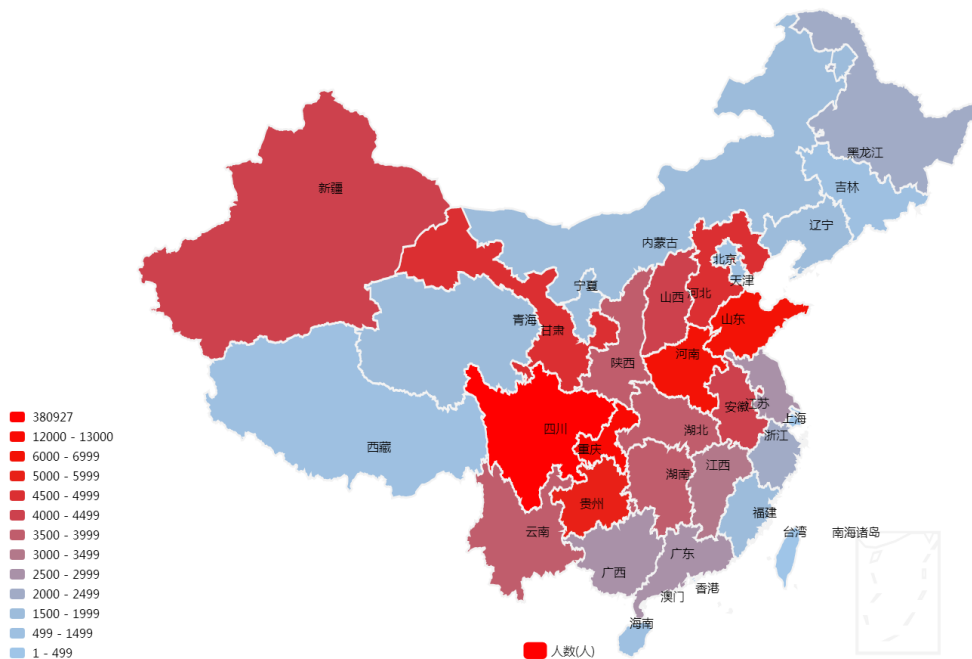 黑龙江
吉林
新疆
辽宁
内蒙古
北京
天津
宁夏
山西
河北
青海
甘肃
山东
河南
陕西
安徽
江苏
上海
四川
湖北
浙江
重庆
西藏
江西
湖南
贵州
福建
云南
台湾
南海诸岛
广东
广西
香港
澳门
海南
380927
12000 - 13000
6000 - 6999
5000 - 5999
4500 - 4999
4000 - 4499
3500 - 3999
3000 - 3499
2500 - 2999
2000 - 2499
1500 - 1999
499 - 1499
1 - 499
人数(人)